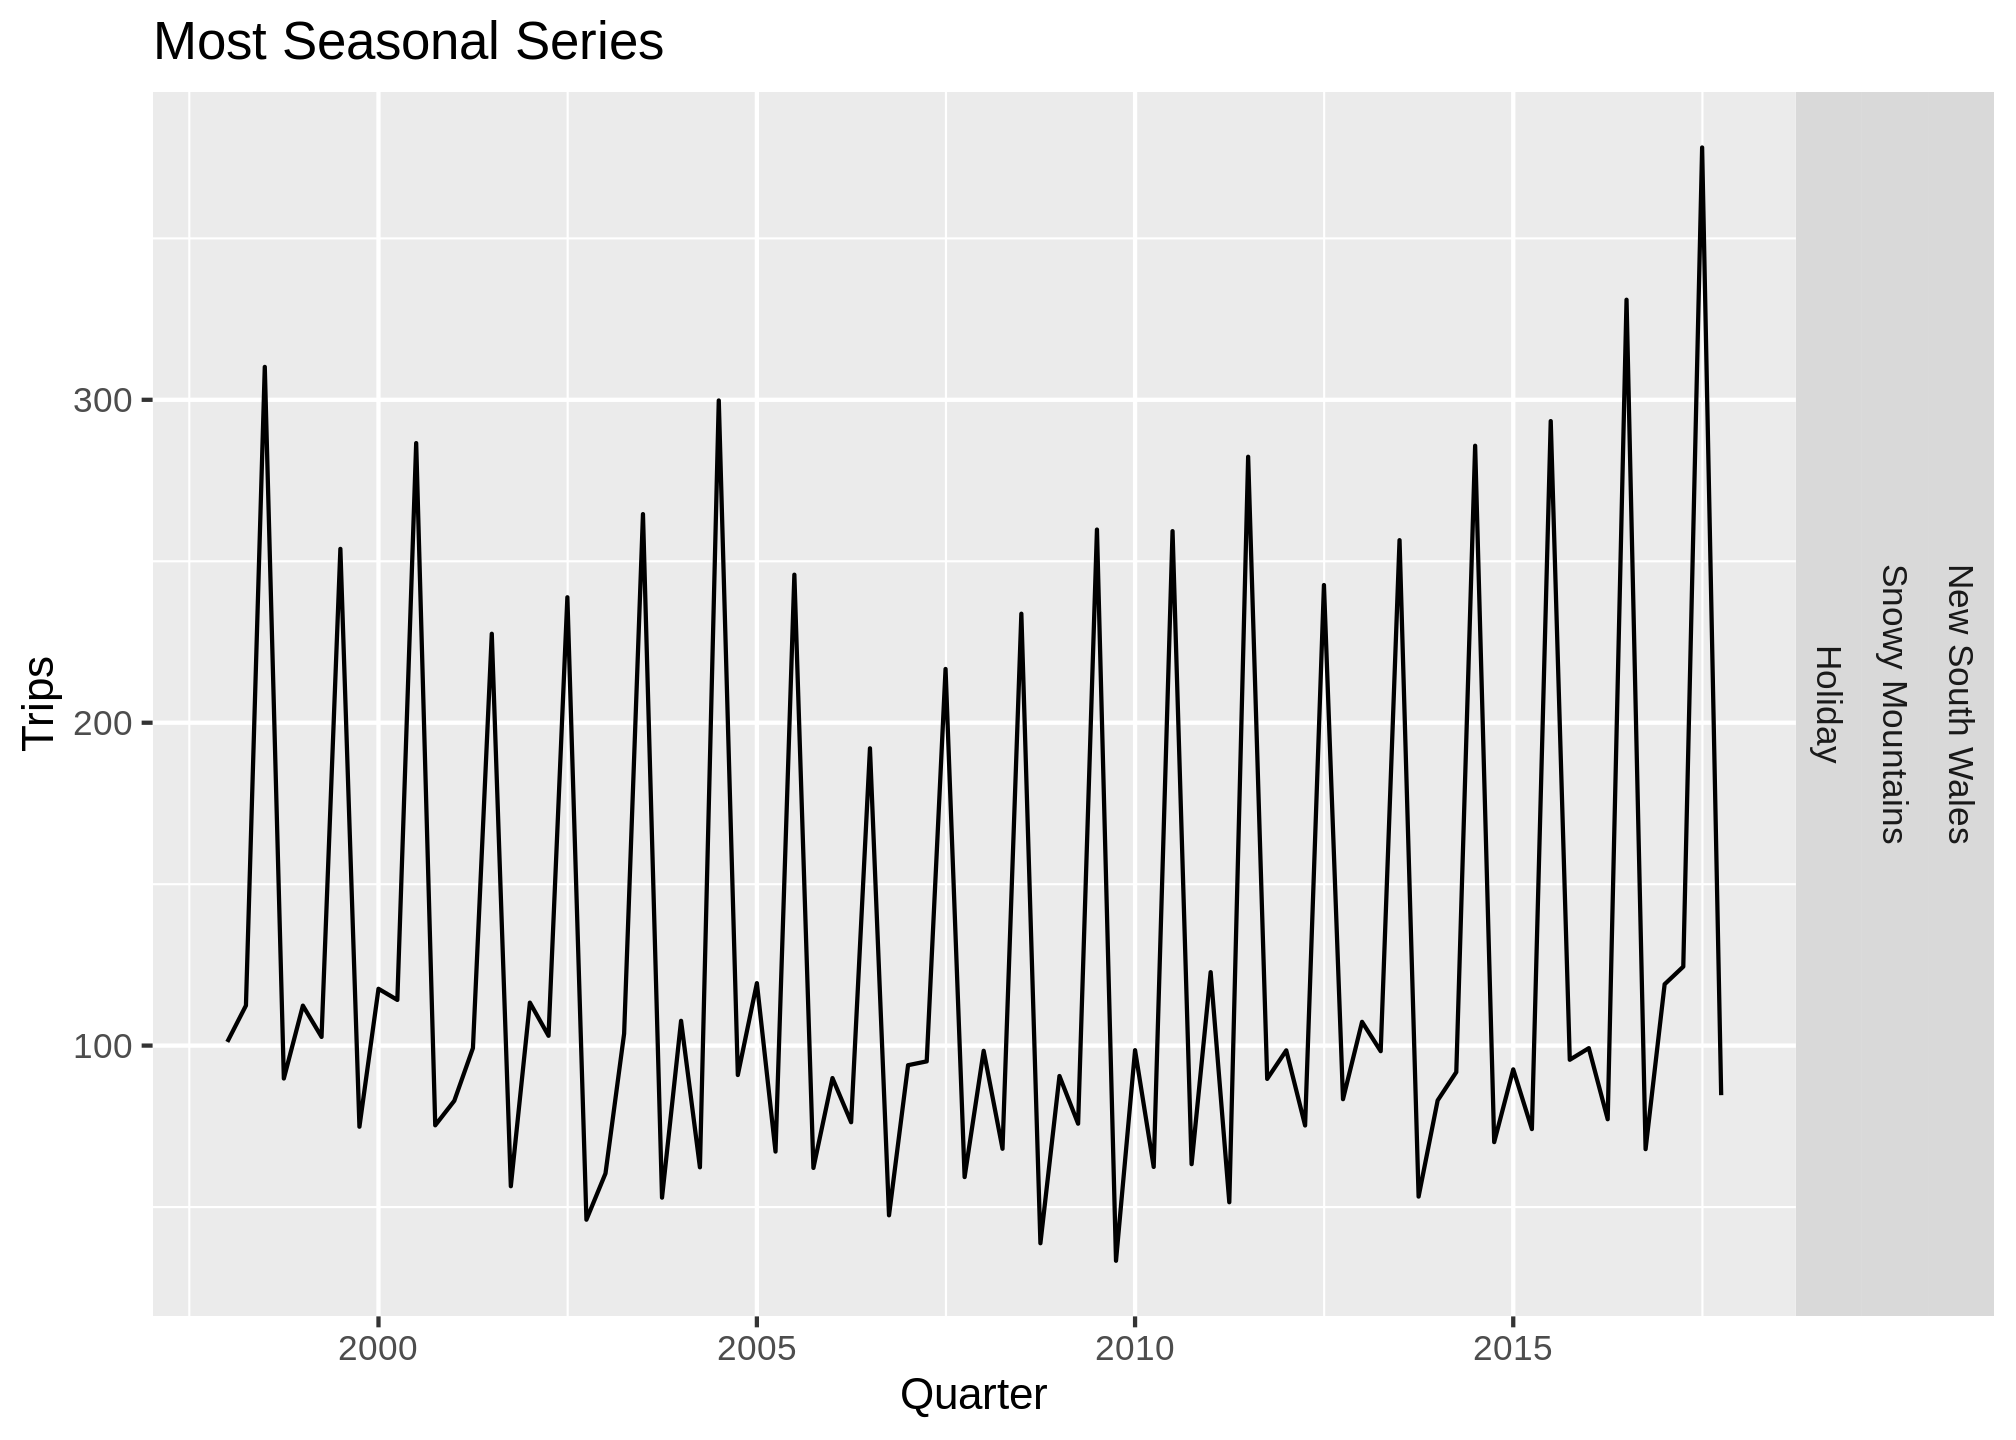 Most Seasonal Series
Trips
300
200
100
2000
2005
2010
2015
Quarter
New South Wales
Snowy Mountains
Holiday